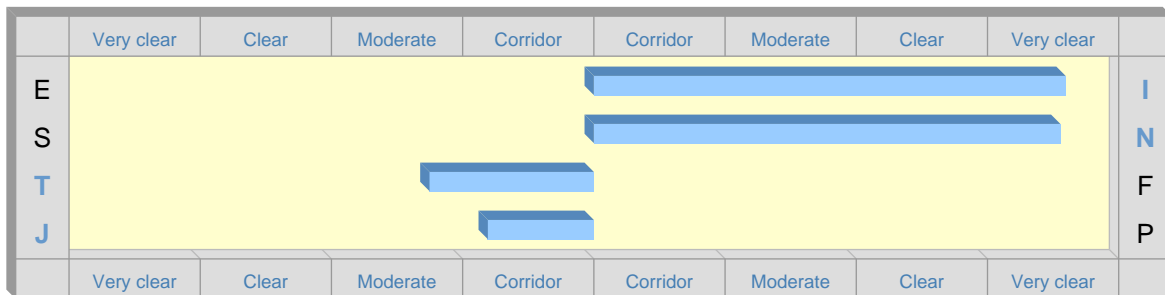 Very clear Clear Moderate Corridor Corridor Moderate Clear Very clear
E I
S N
T F
J P
Very clear Clear Moderate Corridor Corridor Moderate Clear Very clear